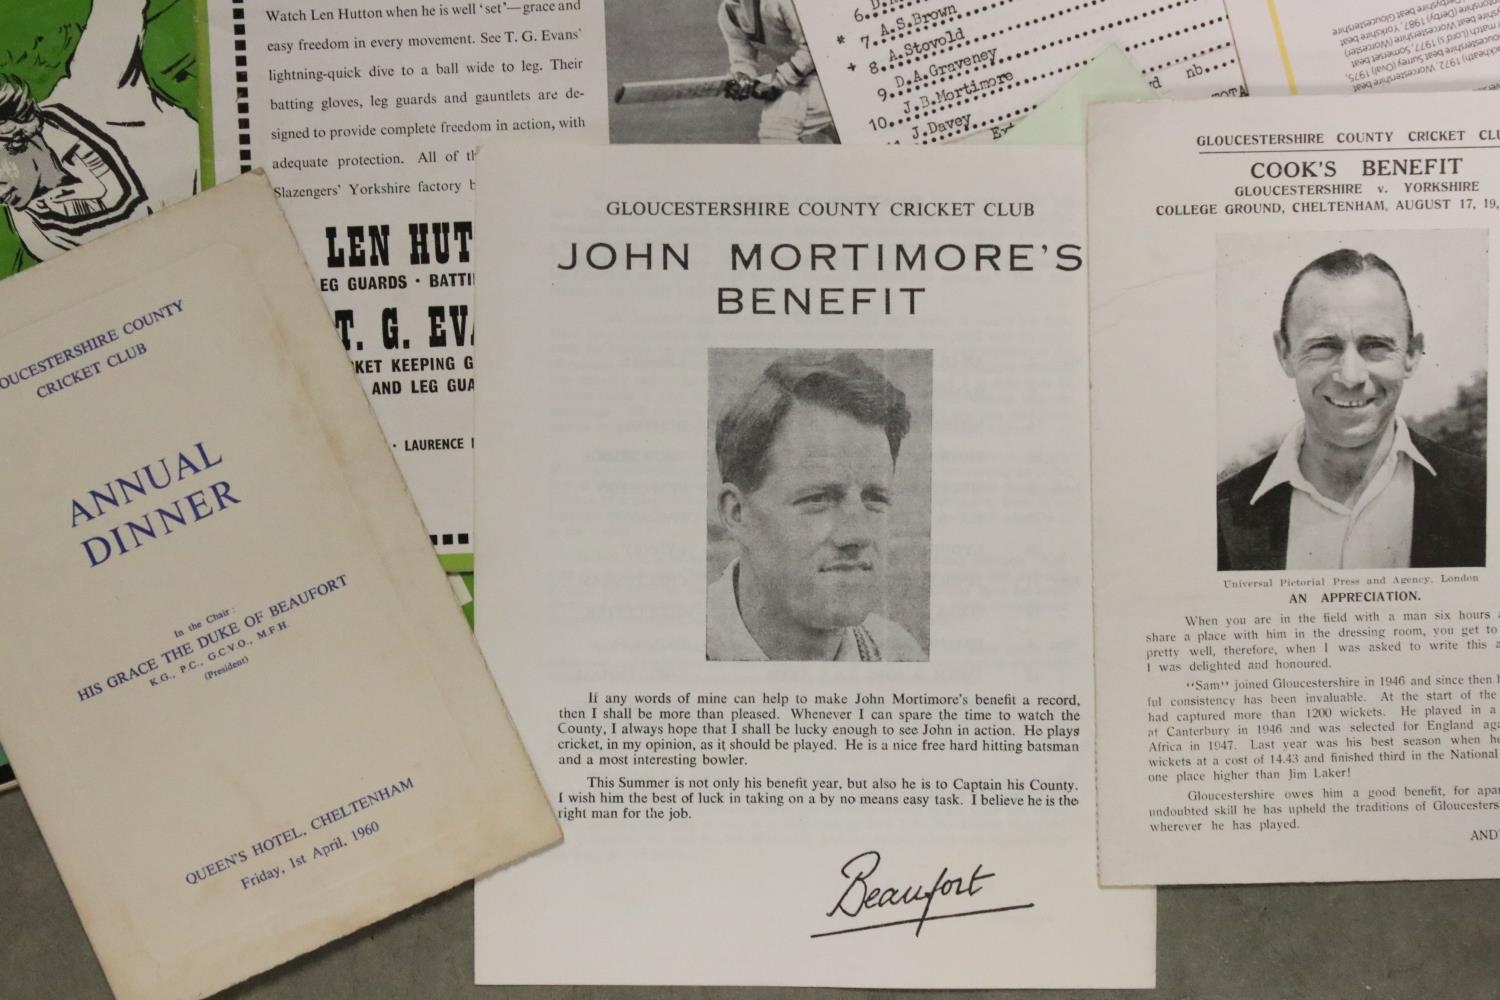 Watch Len Hutton when he is well 'set'—grace and
easy freedom in every movement. See T. G. Evans'
lightning-quick dive to a ball wide to leg. Their
batting gloves, leg guards and gauntlets are de-
signed to provide complete freedom in action, with
adequate protection. All of
Slazengers' Yorkshire factory
LEN HUT
EG GUARDS · BATTI
T. G. EVA
KET KEEPING G
AND LEG GUA
· LAURENCE
6.
* 7. A.S.Brown
+ 8. A.Stovold
9. D.A.Graveney
10. J.B.Mortimore
J.Davey
nb.
OUCESTERSHIRE COUNTY
CRICKET CLUB
ANNUAL
DINNER
In the Chair:
HIS GRACE THE DUKE OF BEAUFORT
K.G., P.C., G.C.V.O., M.F.H.
(President)
QUEEN'S HOTEL, CHELTENHAM
Friday, 1st April, 1960
GLOUCESTERSHIRE COUNTY CRICKET CLUB
JOHN MORTIMORE'S
BENEFIT
If any words of mine can help to make John Mortimore's benefit a record,
then I shall be more than pleased. Whenever I can spare the time to watch the
County, I always hope that I shall be lucky enough to see John in action. He plays
cricket, in my opinion, as it should be played. He is a nice free hard hitting batsman
and a most interesting bowler.
This Summer is not only his benefit year, but also he is to Captain his County.
I wish him the best of luck in taking on a by no means easy task. I believe he is the
right man for the job.
Beaufort
GLOUCESTERSHIRE COUNTY CRICKET CLU
COOK'S BENEFIT
GLOUCESTERSHIRE v. YORKSHIRE
COLLEGE GROUND, CHELTENHAM, AUGUST 17, 19,
Universal Pictorial Press and Agency, London
AN APPRECIATION.
When you are in the field with a man six hours
share a place with him in the dressing room, you get to
pretty well, therefore, when I was asked to write this
I was delighted and honoured.
"Sam" joined Gloucestershire in 1946 and since then
ful consistency has been invaluable. At the start of the
had captured more than 1200 wickets. He played in a
at Canterbury in 1946 and was selected for England
Africa in 1947. Last year was his best season when
wickets at a cost of 14.43 and finished third in the National
one place higher than Jim Laker!
Gloucestershire owes him a good benefit, for
undoubted skill he has upheld the traditions of
wherever he has played.